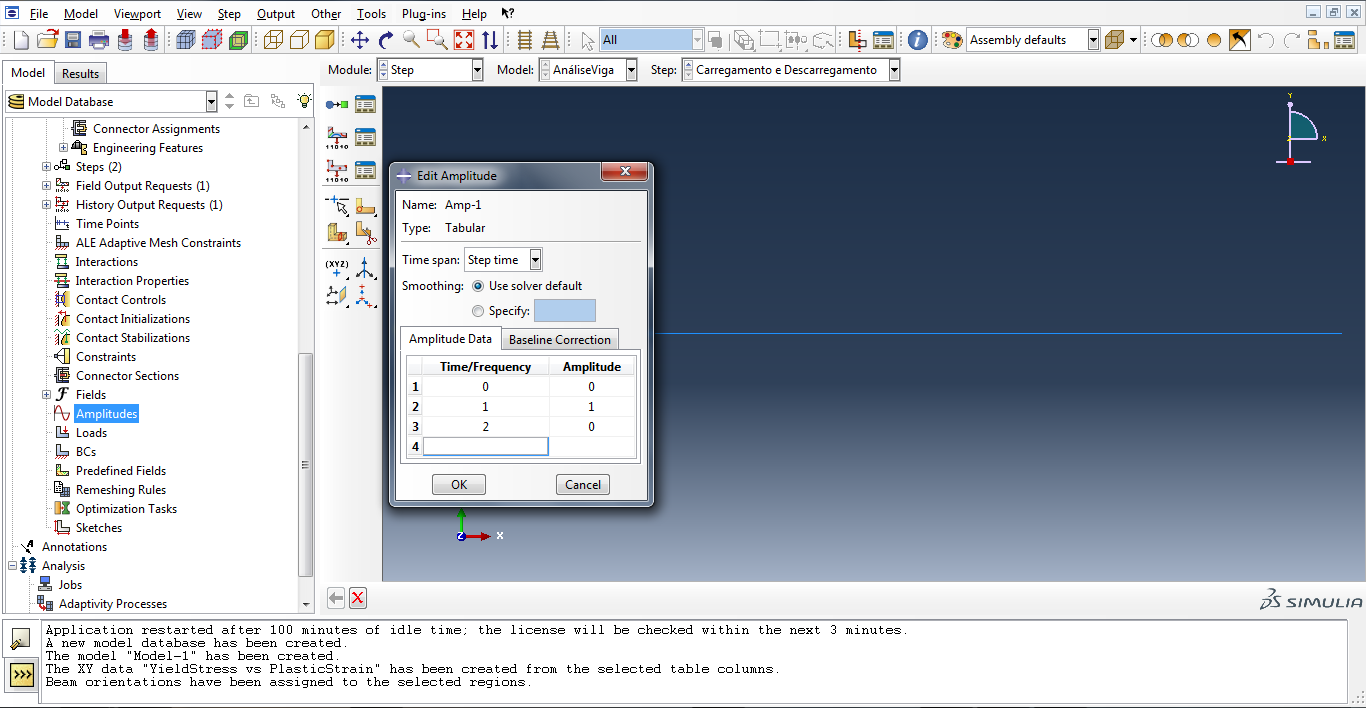 File Model Viewport View Step Output Other Tools Plug-ins Help ?
All Assembly defaults
Model Results Module: Step Model: AnáliseViga Step: Carregamento e Descarregamento
Model Database
Connector Assignments
Engineering Features
Steps (2)
Field Output Requests (1)
History Output Requests (1)
Time Points
ALE Adaptive Mesh Constraints
Interactions
Interaction Properties
Contact Controls
Contact Initializations
Contact Stabilizations
Constraints
Connector Sections
Fields
Amplitudes
Loads
BCs
Predefined Fields
Remeshing Rules
Optimization Tasks
Sketches
Annotations
Analysis
Jobs
Adaptivity Processes
11010
11010
(XYZ)
Y
X
Z
Edit Amplitude
Name: Amp-1
Type: Tabular
Time span: Step time
Smoothing: Use solver default
Specify:
Amplitude Data Baseline Correction
Time/Frequency Amplitude
1 0 0
2 1 1
3 2 0
4
OK Cancel
Z X
SIMULIA
Application restarted after 100 minutes of idle time; the license will be checked within the next 3 minutes.
A new model database has been created.
The model "Model-1" has been created.
The XY data "YieldStress vs PlasticStrain" has been created from the selected table columns.
Beam orientations have been assigned to the selected regions.
>>>